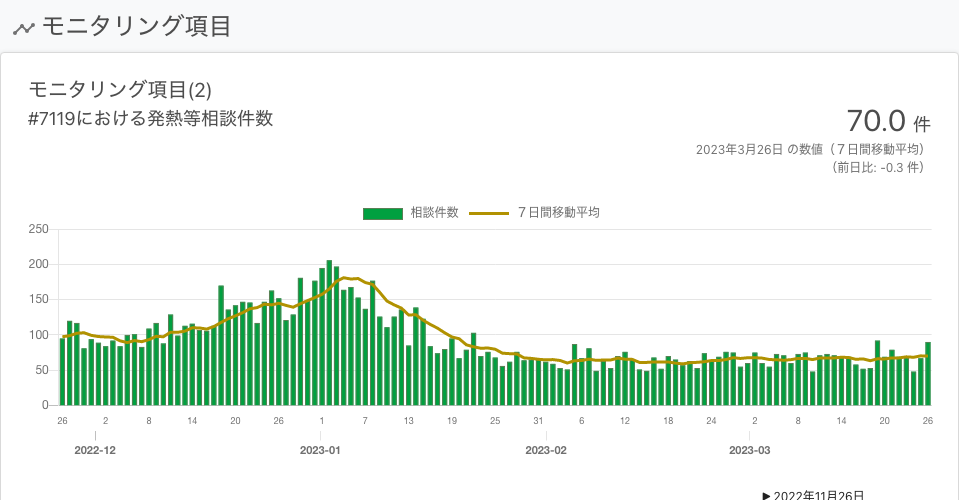 モニタリング項目
モニタリング項目(2)
#7119における発熱等相談件数
70.0 件
2023年3月26日 の数値（７日間移動平均）
（前日比: -0.3 件）
相談件数 ７日間移動平均
250
200
150
100
50
0
26 2 8 14 20 26 1 7 13 19 25 31 6 12 18 24 2 8 14 20 26
2022-12 2023-01 2023-02 2023-03
▶ 2022年11月26日